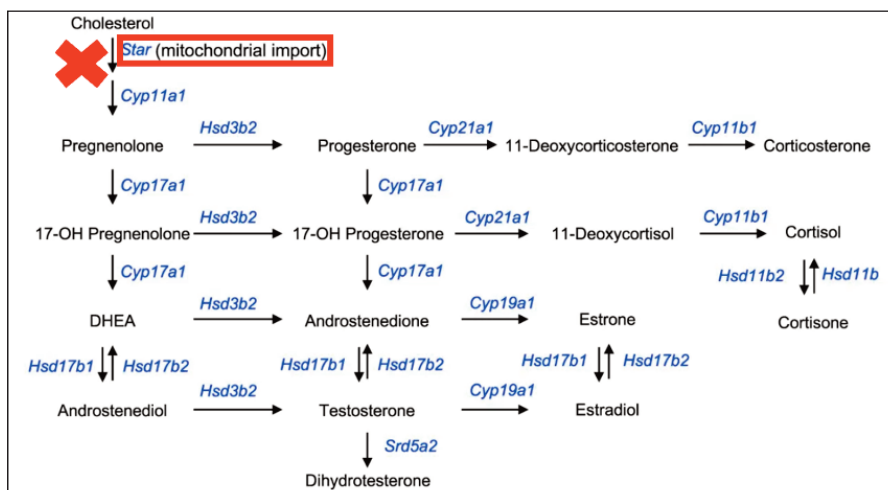 Cholesterol
Star (mitochondrial import)
Cyp11a1
Hsd3b2 Cyp21a1 Cyp11b1
Pregnenolone Progesterone 11-Deoxycorticosterone Corticosterone
Cyp17a1 Cyp17a1
Hsd3b2 Cyp21a1 Cyp11b1
17-OH Pregnenolone 17-OH Progesterone 11-Deoxycortisol Cortisol
Cyp17a1 Cyp17a1 Hsd11b2 Hsd11b
Hsd3b2 Cyp19a1
DHEA Androstenedione Estrone Cortisone
Hsd17b1 Hsd17b2 Hsd17b1 Hsd17b2 Hsd17b1 Hsd17b2
Hsd3b2 Cyp19a1
Androstenediol Testosterone Estradiol
Srd5a2
Dihydrotesterone